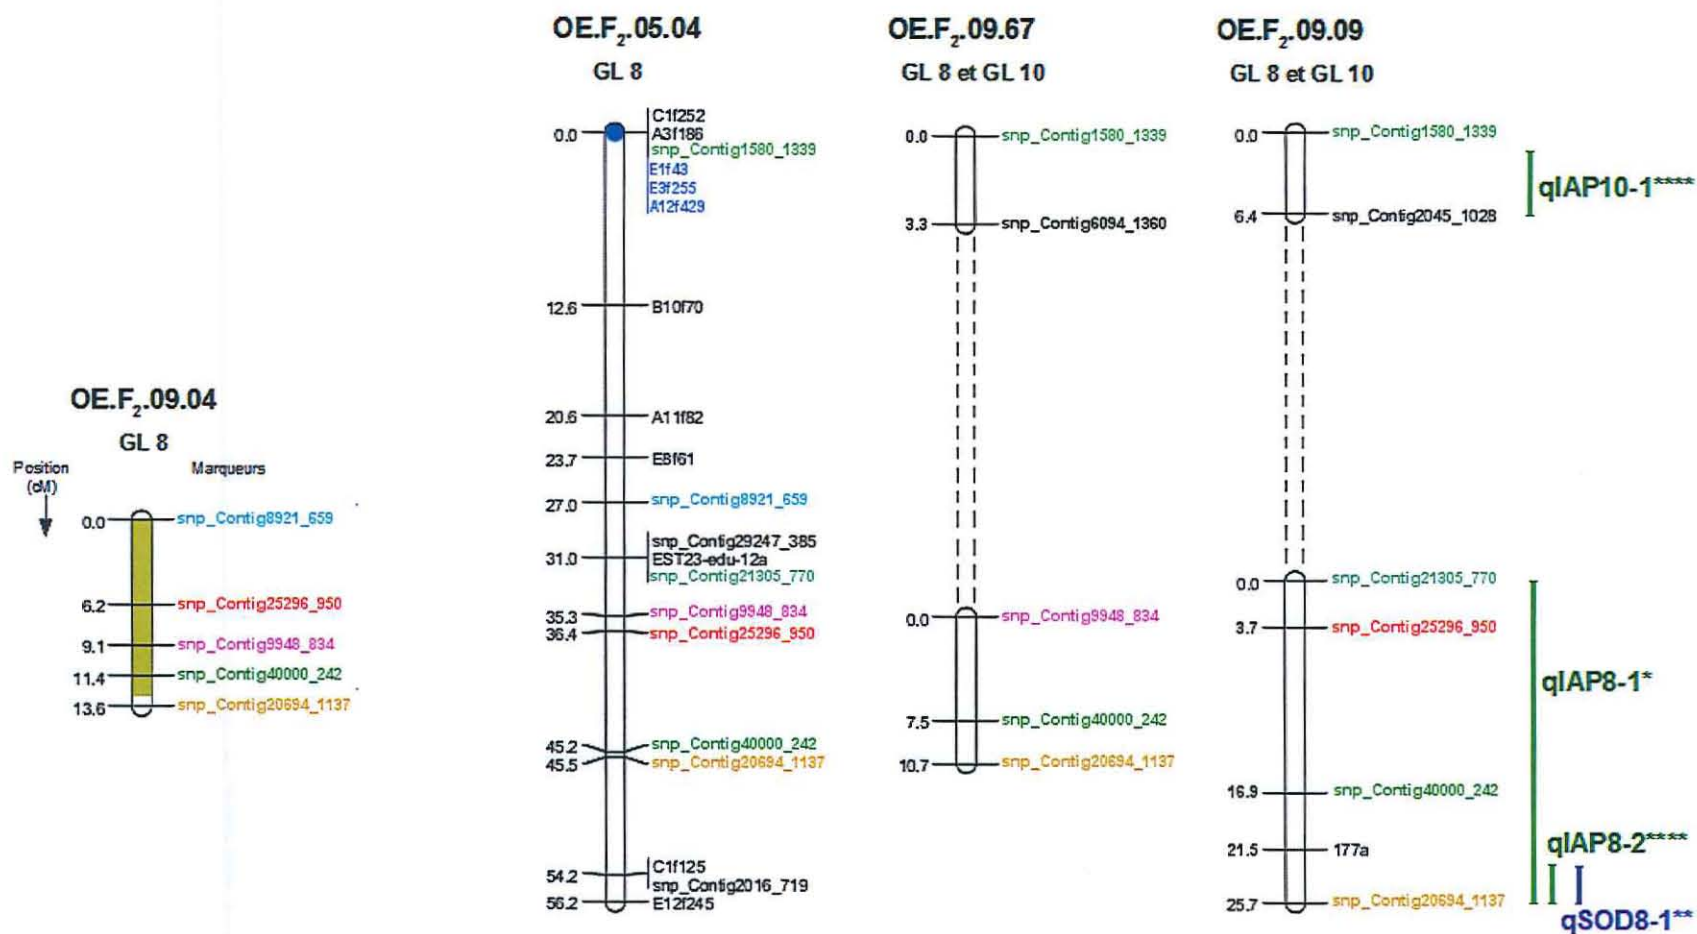 OE.F2.09.04
GL 8
Position
(cM)
Marqueurs
0.0 snp_Contig8921_659
6.2 snp_Contig25296_950
9.1 snp_Contig9948_834
11.4 snp_Contig40000_242
13.6 snp_Contig20694_1137
OE.F2.05.04
GL 8
C1f252
0.0 A3f186
snp_Contig1580_1339
E1f43
E3f255
A12f429
12.6 B10f70
20.6 A11f82
23.7 E8f61
27.0 snp_Contig8921_659
snp_Contig29247_385
31.0 EST23-edu-12a
snp_Contig21305_770
35.3 snp_Contig9948_834
36.4 snp_Contig25296_950
45.2 snp_Contig40000_242
45.5 snp_Contig20694_1137
C1f125
54.2 snp_Contig2016_719
56.2 E12f245
OE.F2.09.67
GL 8 et GL 10
0.0 snp_Contig1580_1339
3.3 snp_Contig6094_1360
0.0 snp_Contig9948_834
7.5 snp_Contig40000_242
10.7 snp_Contig20694_1137
OE.F2.09.09
GL 8 et GL 10
0.0 snp_Contig1580_1339
qIAP10-1****
6.4 snp_Contig2045_1028
0.0 snp_Contig21305_770
3.7 snp_Contig25296_950
qIAP8-1*
16.9 snp_Contig40000_242
21.5 177a
qIAP8-2****
25.7 snp_Contig20694_1137
qSOD8-1**